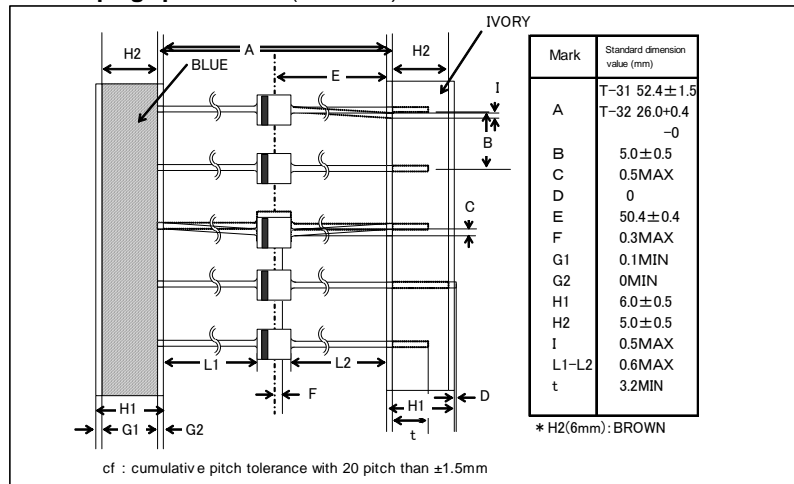 IVORY
H2
A
H2
BLUE
E
I
B
C
L1
L2
F
H1
H1
D
G1
G2
t
cf : cumulative pitch tolerance with 20 pitch than ±1.5mm
Mark Standard dimension value (mm)
A T-31 52.4±1.5
T-32 26.0+0.4
-0
B 5.0±0.5
C 0.5MAX
D 0
E 50.4±0.4
F 0.3MAX
G1 0.1MIN
G2 0MIN
H1 6.0±0.5
H2 5.0±0.5
I 0.5MAX
L1-L2 0.6MAX
t 3.2MIN
* H2(6mm): BROWN